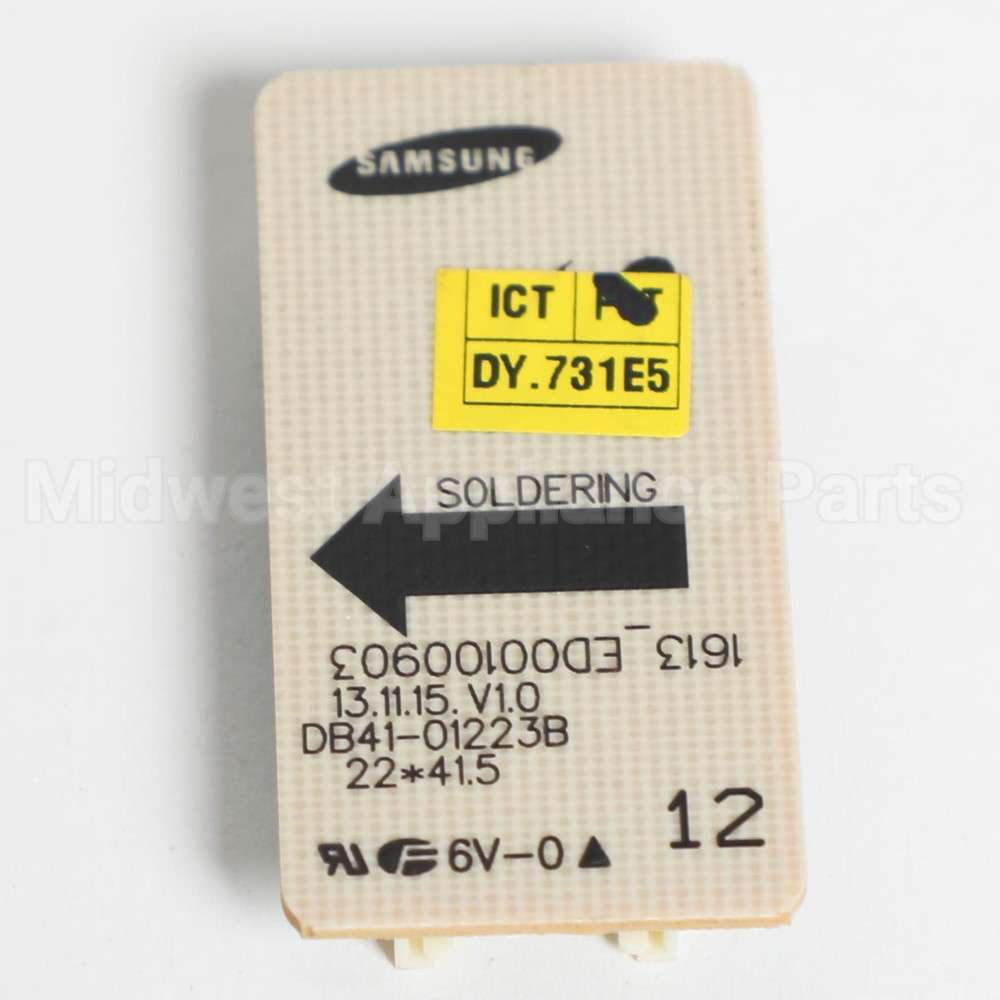 SAMSUNG
ICT
DY.731E5
Midwest Appliance Parts
SOLDERING
1613_ED00100903
13.11.15. V1.0
DB41-01223B
22*41.5
12
6V-0